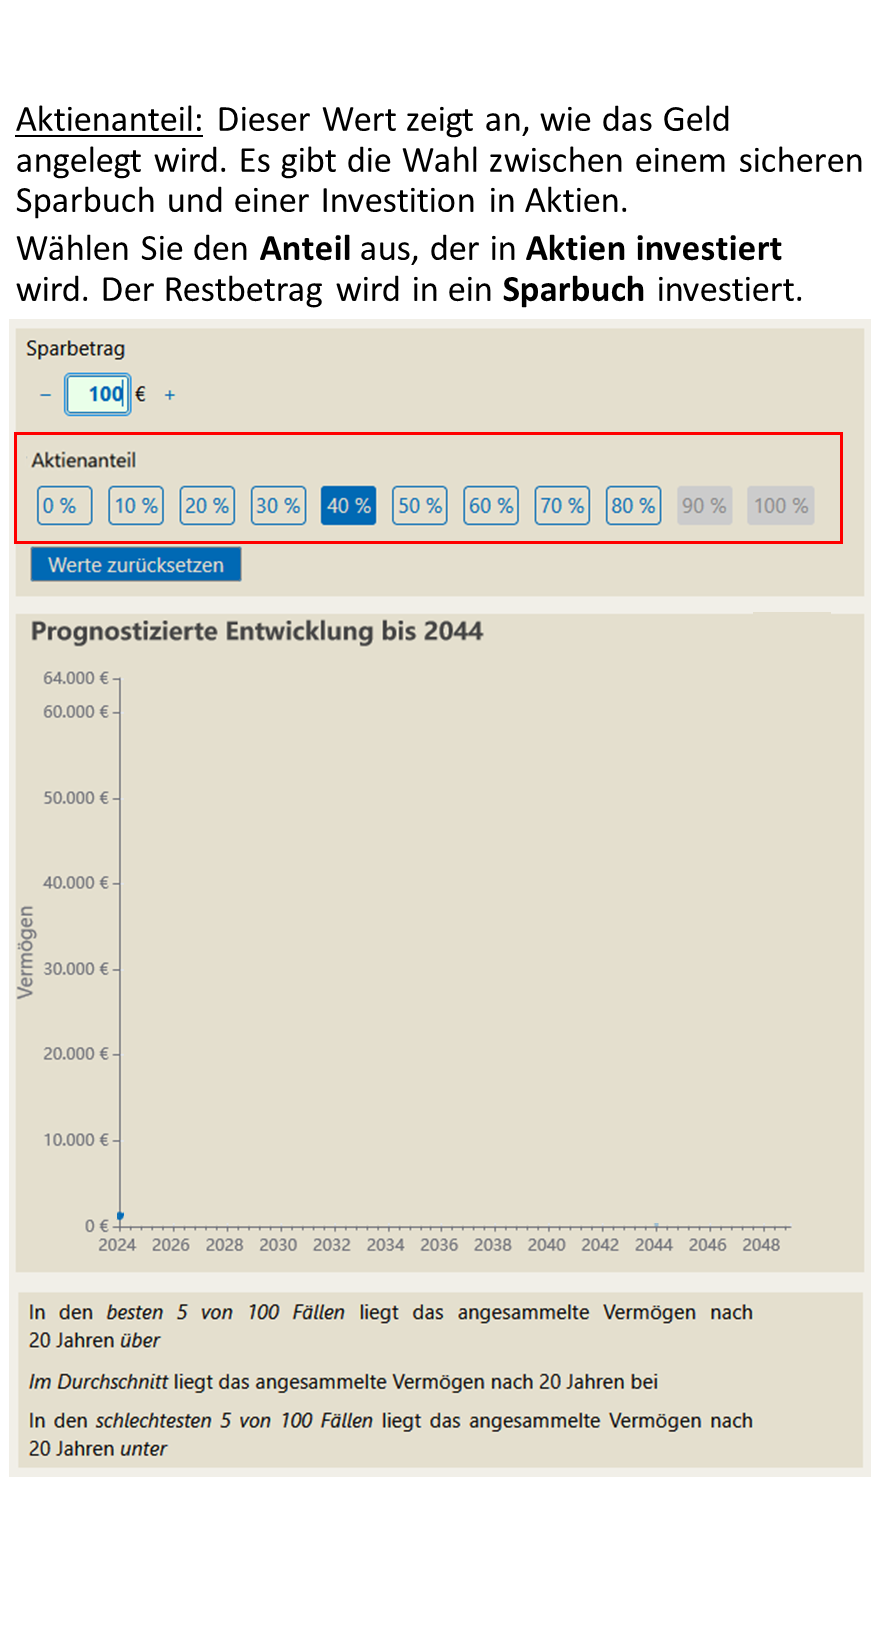 Aktienanteil: Dieser Wert zeigt an, wie das Geld
angelegt wird. Es gibt die Wahl zwischen einem sicheren
Sparbuch und einer Investition in Aktien.
Wählen Sie den Anteil aus, der in Aktien investiert
wird. Der Restbetrag wird in ein Sparbuch investiert.
Sparbetrag
− 100 € +
Aktienanteil
0 % 10 % 20 % 30 % 40 % 50 % 60 % 70 % 80 % 90 % 100 %
Werte zurücksetzen
Prognostizierte Entwicklung bis 2044
64.000 €
60.000 €
50.000 €
40.000 €
Vermögen
30.000 €
20.000 €
10.000 €
0 €
2024 2026 2028 2030 2032 2034 2036 2038 2040 2042 2044 2046 2048
In den besten 5 von 100 Fällen liegt das angesammelte Vermögen nach
20 Jahren über
Im Durchschnitt liegt das angesammelte Vermögen nach 20 Jahren bei
In den schlechtesten 5 von 100 Fällen liegt das angesammelte Vermögen nach
20 Jahren unter